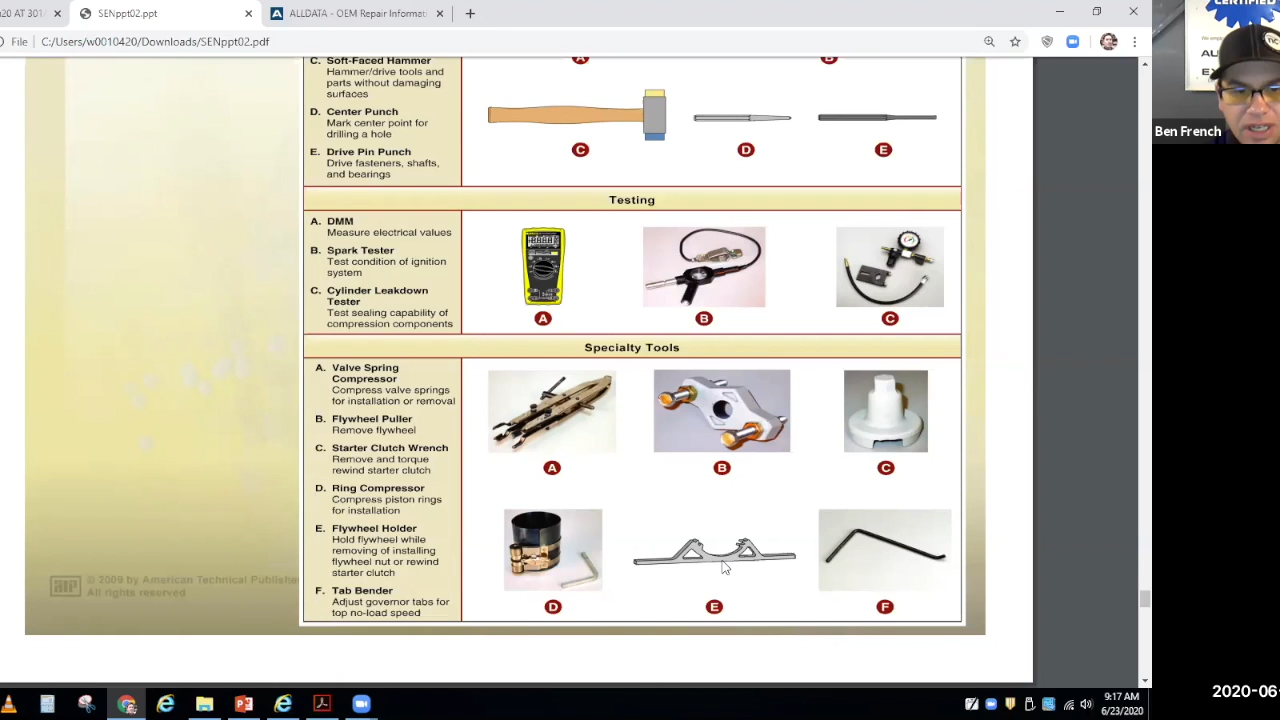 n20 AT 301/
SENppt02.ppt
ALLDATA - OEM Repair Informati
File
C:/Users/w0010420/Downloads/SENppt02.pdf
CERTIFIED
AU
E
Ben French
C. Soft-Faced Hammer
Hammer/drive tools and
parts without damaging
surfaces
D. Center Punch
Mark center point for
drilling a hole
E. Drive Pin Punch
Drive fasteners, shafts,
and bearings
A
B
C
D
E
Testing
A. DMM
Measure electrical values
B. Spark Tester
Test condition of ignition
system
C. Cylinder Leakdown
Tester
Test sealing capability of
compression components
A
B
C
Specialty Tools
A. Valve Spring
Compressor
Compress valve springs
for installation or removal
B. Flywheel Puller
Remove flywheel
C. Starter Clutch Wrench
Remove and torque
rewind starter clutch
D. Ring Compressor
Compress piston rings
for installation
E. Flywheel Holder
Hold flywheel while
removing of installing
flywheel nut or rewind
starter clutch
F. Tab Bender
Adjust governor tabs for
top no-load speed
A
B
C
D
E
F
atp
© 2009 by American Technical Publishe
All rights reserved
9:17 AM
6/23/2020
2020-06-